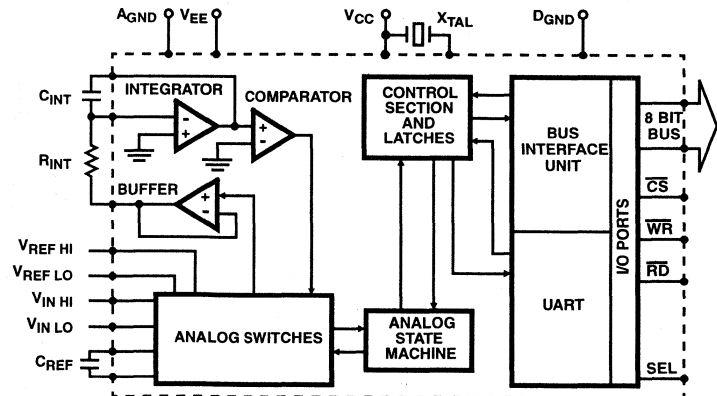 AGND VEE VCC XTAL DGND
CINT
INTEGRATOR
COMPARATOR
RINT
BUFFER
VREF HI
VREF LO
VIN HI
VIN LO
CREF
ANALOG SWITCHES
CONTROL
SECTION
AND
LATCHES
ANALOG
STATE
MACHINE
BUS
INTERFACE
UNIT
UART
I/O PORTS
8 BIT
BUS
CS
WR
RD
SEL